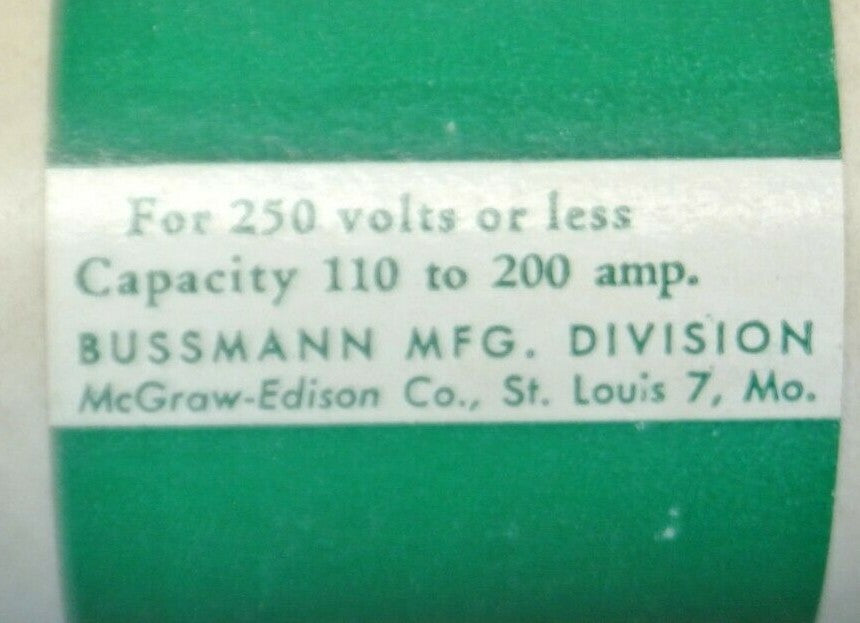 For 250 volts or less
Capacity 110 to 200 amp.
BUSSMANN MFG. DIVISION
McGraw-Edison Co., St. Louis 7, Mo.